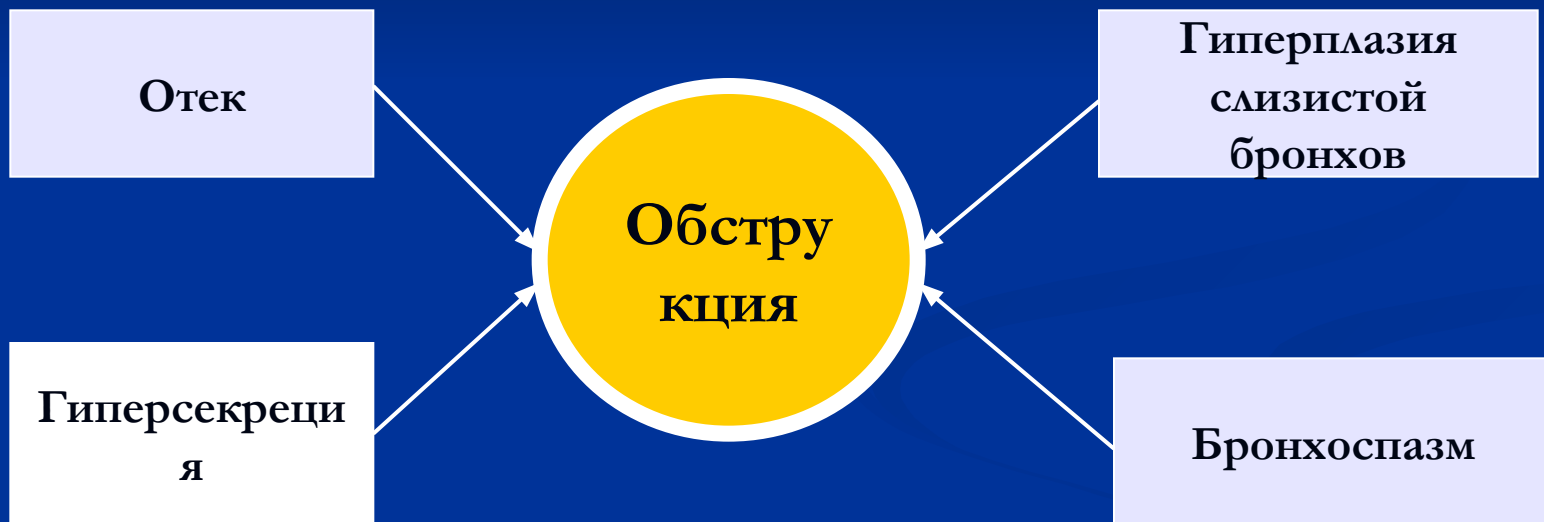 Отек
Гиперплазия
слизистой
бронхов
Обстру
кция
Гиперсекреци
я
Бронхоспазм